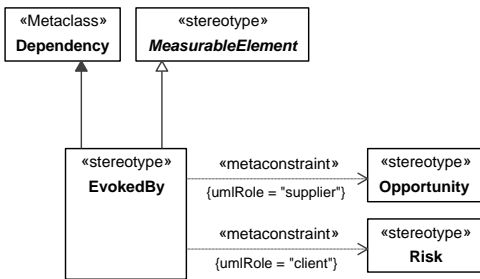 «Metaclass»
Dependency
«stereotype»
MeasurableElement
«stereotype»
EvokedBy
«metaconstraint»
{umlRole = "supplier"}
«stereotype»
Opportunity
«metaconstraint»
{umlRole = "client"}
«stereotype»
Risk